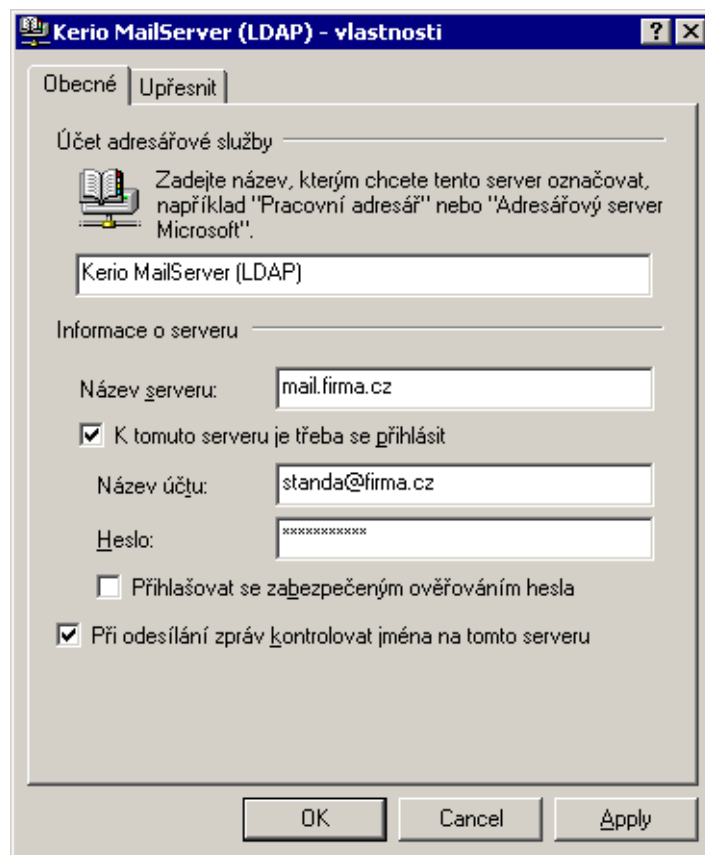 Kerio MailServer (LDAP) - vlastnosti
Obecné
Upřesnit
Účet adresářové služby
Zadejte název, kterým chcete tento server označovat,
například "Pracovní adresář" nebo "Adresářový server
Microsoft".
Kerio MailServer (LDAP)
Informace o serveru
Název serveru:
mail.firma.cz
K tomuto serveru je třeba se přihlásit
Název účtu:
standa@firma.cz
Heslo:
***********
Přihlašovat se zabezpečeným ověřováním hesla
Při odesílání zpráv kontrolovat jména na tomto serveru
OK
Cancel
Apply